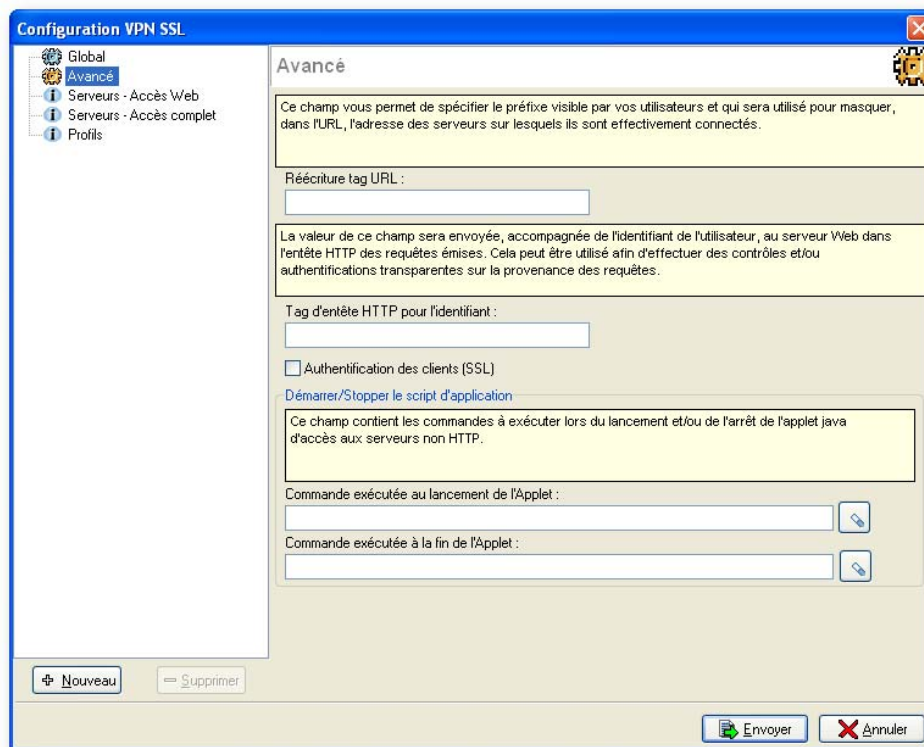 Configuration VPN SSL
Global
Avancé
Serveurs - Accès Web
Serveurs - Accès complet
Profils
Avancé
Ce champ vous permet de spécifier le préfixe visible par vos utilisateurs et qui sera utilisé pour masquer,
dans l'URL, l'adresse des serveurs sur lesquels ils sont effectivement connectés.
Réécriture tag URL :
La valeur de ce champ sera envoyée, accompagnée de l'identifiant de l'utilisateur, au serveur Web dans
l'entête HTTP des requêtes émises. Cela peut être utilisé afin d'effectuer des contrôles et/ou
authentifications transparentes sur la provenance des requêtes.
Tag d'entête HTTP pour l'identifiant :
Authentification des clients (SSL)
Démarrer/Stopper le script d'application
Ce champ contient les commandes à exécuter lors du lancement et/ou de l'arrêt de l'applet java
d'accès aux serveurs non HTTP.
Commande exécutée au lancement de l'Applet :
Commande exécutée à la fin de l'Applet :
Nouveau
Supprimer
Envoyer
Annuler